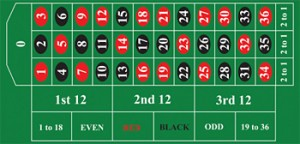 3 6 9 12 15 18 21 24 27 30 33 36 2 to 1
0 2 5 8 11 14 17 20 23 26 29 32 35 2 to 1
1 4 7 10 13 16 19 22 25 28 31 34 2 to 1
1st 12 2nd 12 3rd 12
1 to 18 EVEN RED BLACK ODD 19 to 36